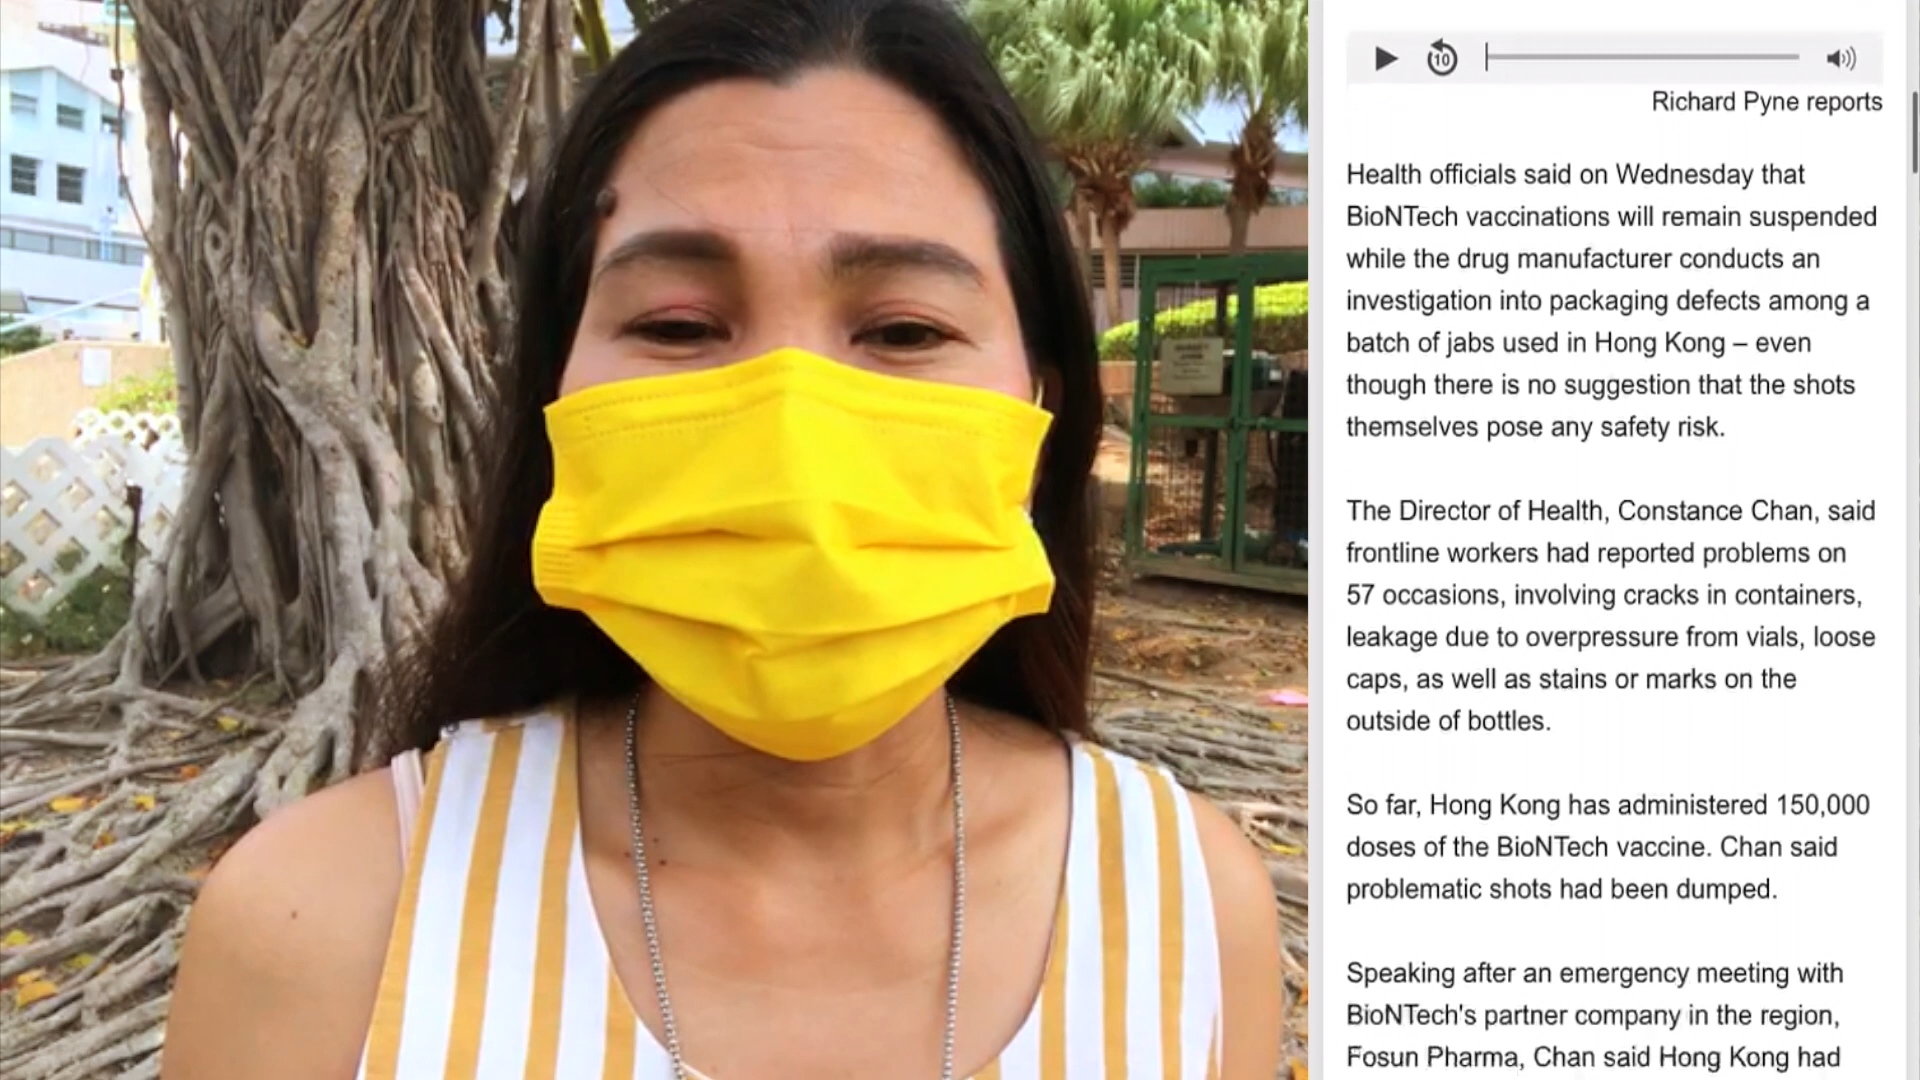 10
Richard Pyne reports
Health officials said on Wednesday that
BioNTech vaccinations will remain suspended
while the drug manufacturer conducts an
investigation into packaging defects among a
batch of jabs used in Hong Kong – even
though there is no suggestion that the shots
themselves pose any safety risk.
The Director of Health, Constance Chan, said
frontline workers had reported problems on
57 occasions, involving cracks in containers,
leakage due to overpressure from vials, loose
caps, as well as stains or marks on the
outside of bottles.
So far, Hong Kong has administered 150,000
doses of the BioNTech vaccine. Chan said
problematic shots had been dumped.
Speaking after an emergency meeting with
BioNTech's partner company in the region,
Fosun Pharma, Chan said Hong Kong had